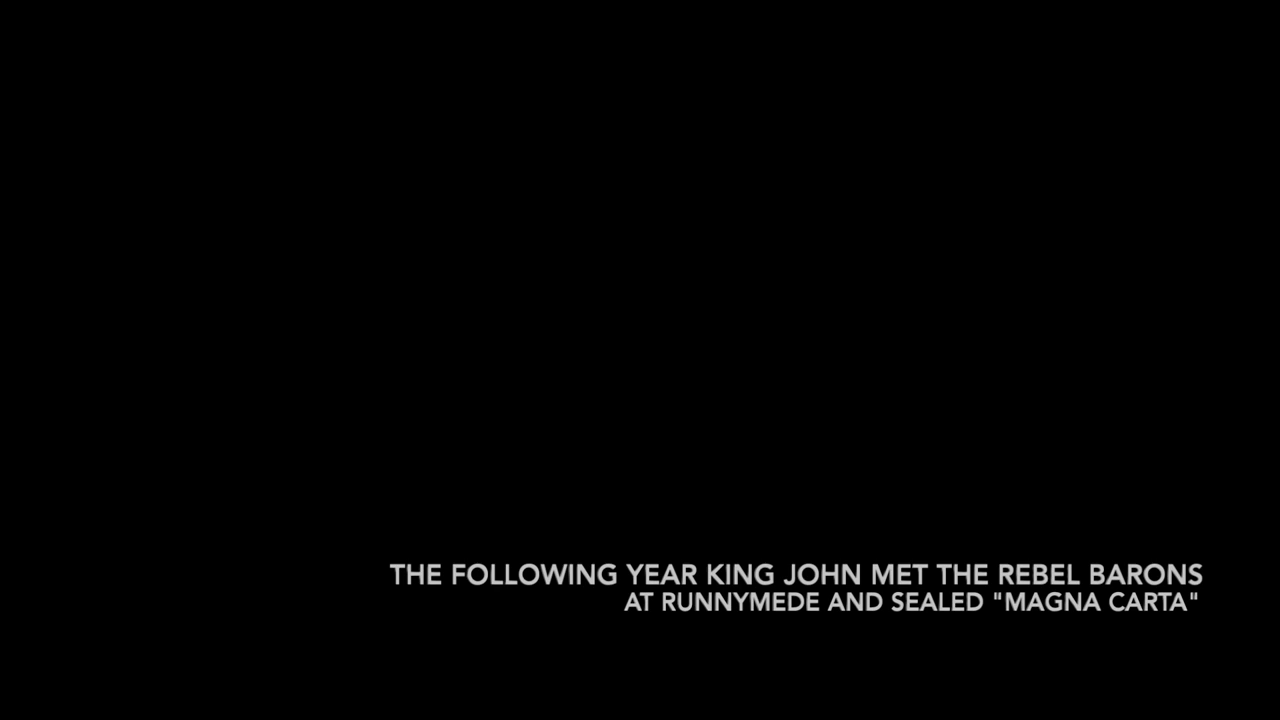 THE FOLLOWING YEAR KING JOHN MET THE REBEL BARONS
AT RUNNYMEDE AND SEALED "MAGNA CARTA"